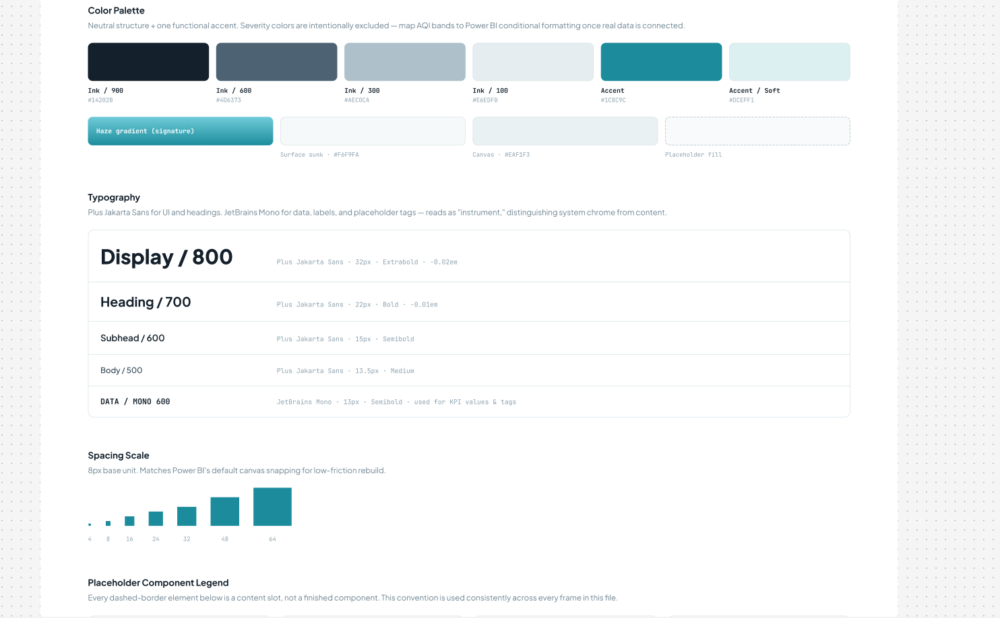 Color Palette
Neutral structure + one functional accent. Severity colors are intentionally excluded — map AQI bands to Power BI conditional formatting once real data is connected.
Ink / 900
#14202B
Ink / 600
#4D6373
Ink / 300
#AEC0CA
Ink / 100
#E6EDF0
Accent
#1C8C9C
Accent / Soft
#DCEFF1
Haze gradient (signature)
Surface sunk · #F6F9FA
Canvas · #EAF1F3
Placeholder fill
Typography
Plus Jakarta Sans for UI and headings. JetBrains Mono for data, labels, and placeholder tags — reads as "instrument," distinguishing system chrome from content.
Display / 800
Plus Jakarta Sans · 32px · Extrabold · -0.02em
Heading / 700
Plus Jakarta Sans · 22px · Bold · -0.01em
Subhead / 600
Plus Jakarta Sans · 15px · Semibold
Body / 500
Plus Jakarta Sans · 13.5px · Medium
DATA / MONO 600
JetBrains Mono · 13px · Semibold · used for KPI values & tags
Spacing Scale
8px base unit. Matches Power BI's default canvas snapping for low-friction rebuild.
4 8 16 24 32 48 64
Placeholder Component Legend
Every dashed-border element below is a content slot, not a finished component. This convention is used consistently across every frame in this file.